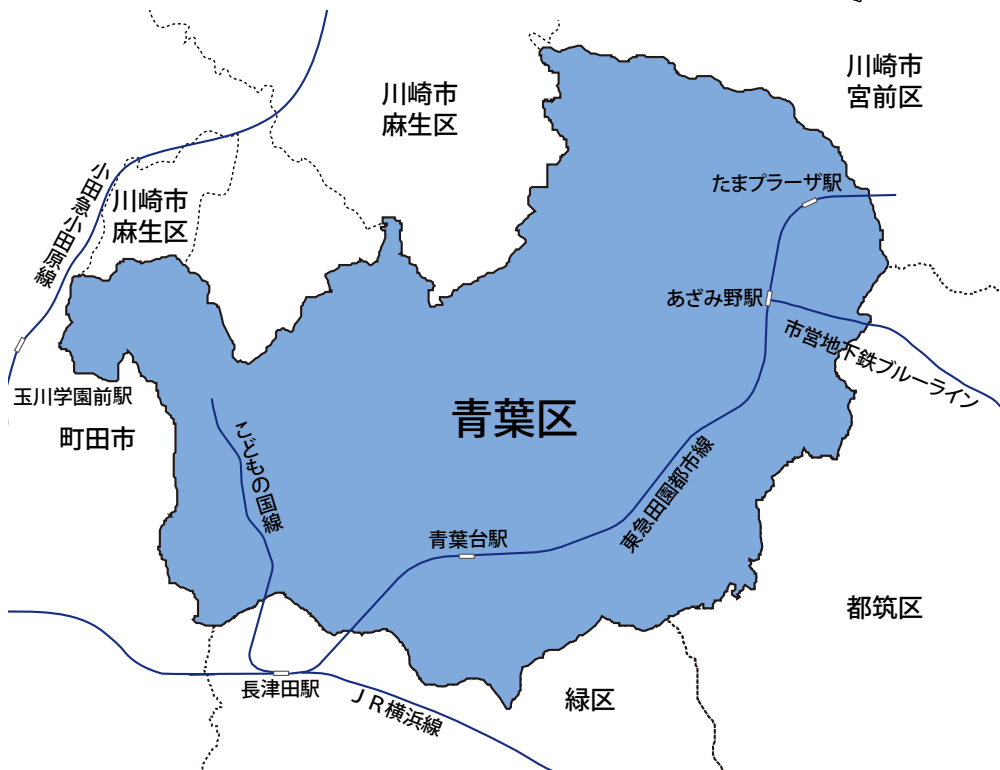 川崎市
宮前区
川崎市
麻生区
小田急小田原線
川崎市
麻生区
たまプラーザ駅
あざみ野駅
市営地下鉄ブルーライン
玉川学園前駅
町田市
青葉区
こどもの国線
東急田園都市線
青葉台駅
都筑区
長津田駅
ＪＲ横浜線
緑区